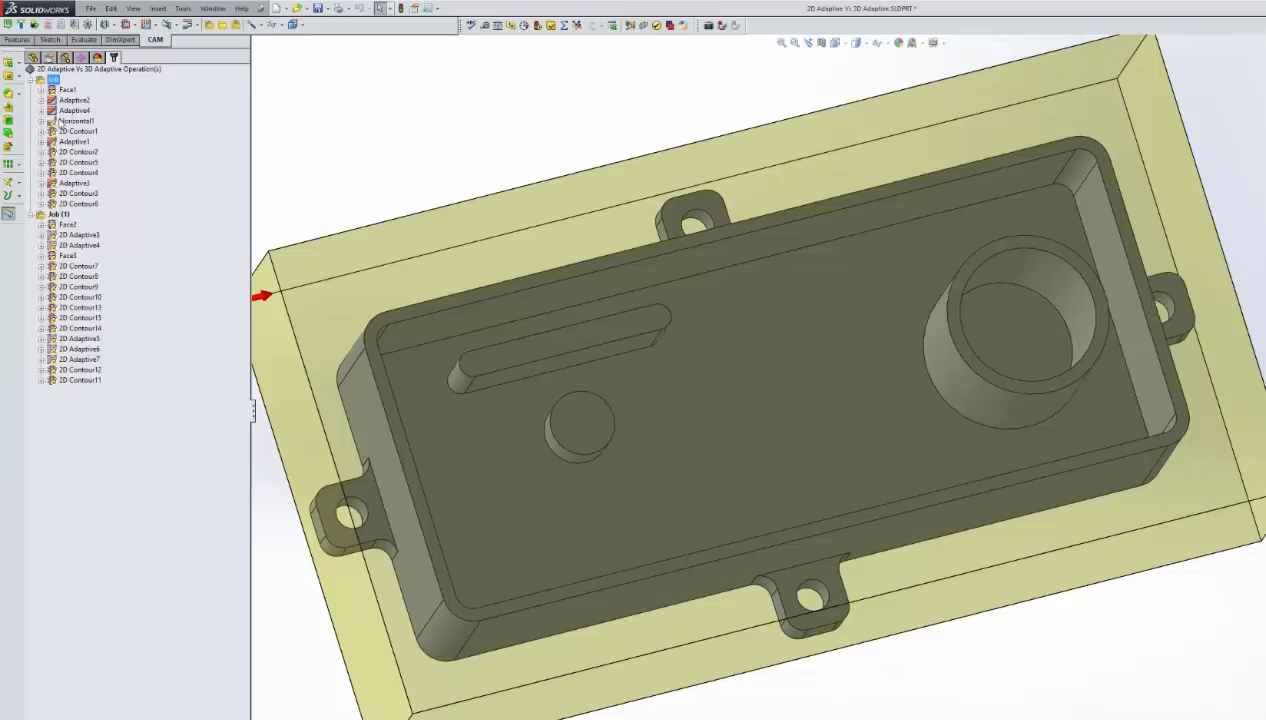 SOLIDWORKS File Edit View Insert Tools Window Help
2D Adaptive Vs 3D Adaptive.SLDPRT *
Features Sketch Evaluate DimXpert CAM
2D Adaptive Vs 3D Adaptive Operation(s)
Job
Face1
Adaptive2
Adaptive4
Horizontal1
2D Contour1
Adaptive1
2D Contour2
2D Contour5
2D Contour4
Adaptive3
2D Contour3
2D Contour6
Job (1)
Face2
2D Adaptive3
2D Adaptive4
Face3
2D Contour7
2D Contour8
2D Contour9
2D Contour10
2D Contour13
2D Contour15
2D Contour14
2D Adaptive5
2D Adaptive6
2D Adaptive7
2D Contour12
2D Contour11